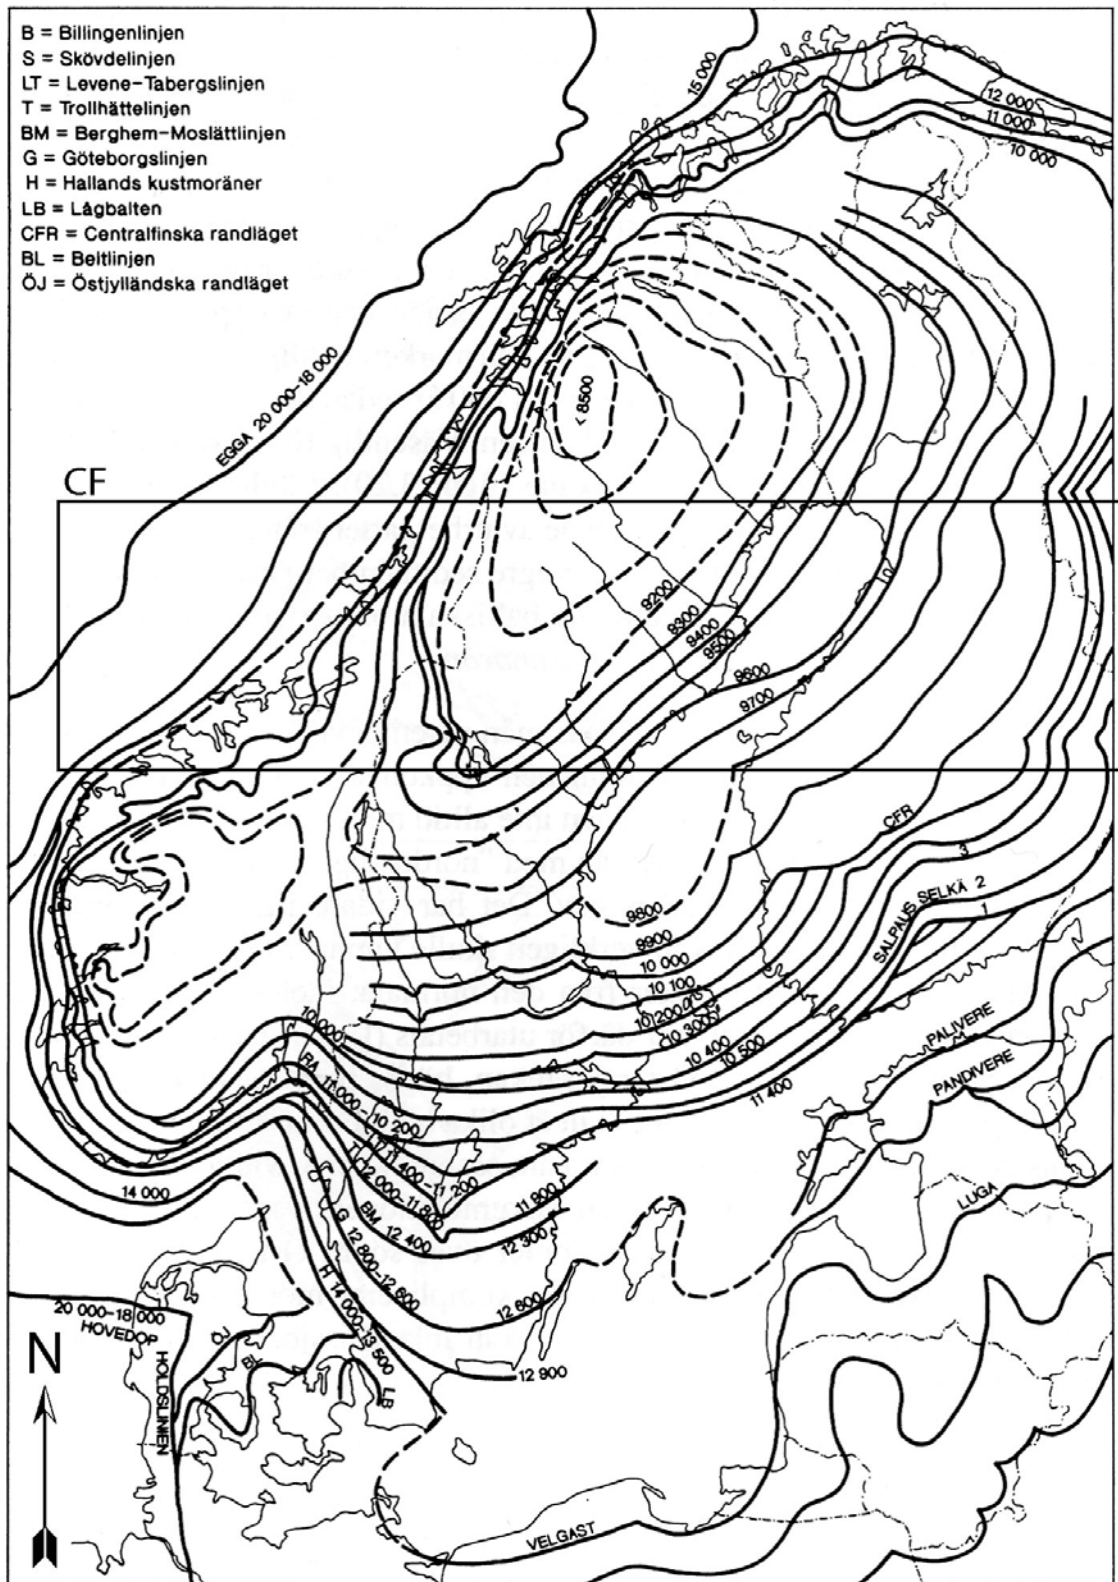 B = Billingenlinjen
S = Skövdelinjen
LT = Levene-Tabergslinjen
T = Trollhättelinjen
BM = Berghem-Moslättlinjen
G = Göteborgslinjen
H = Hallands kustmoräner
LB = Lågbalten
CFR = Centralfinska randläget
BL = Beltlinjen
ÖJ = Östjylländska randläget
15 000
12 000
11 000
10 000
EGGA 20 000-18 000
< 8500
CF
9200
9300
9400
9500
9600
9700
CFR
3
SALPAUS SELKÄ 2
1
9800
9900
10 000
10 100
10 200
10 300
10 400
10 500
11 400
10 000
RA 11 000-10 200
11 400-11 200
T 12 000-11 800
PALIVERE
PANDIVERE
LUGA
14 000
BM 12 400
11 800
12 300
G 12 800-12 600
12 600
H 14 000-13 500
12 900
20 000-18 000
HOVEDOP
HOLDSLINIEN
ÖJ
BL
LB
N
VELGAST